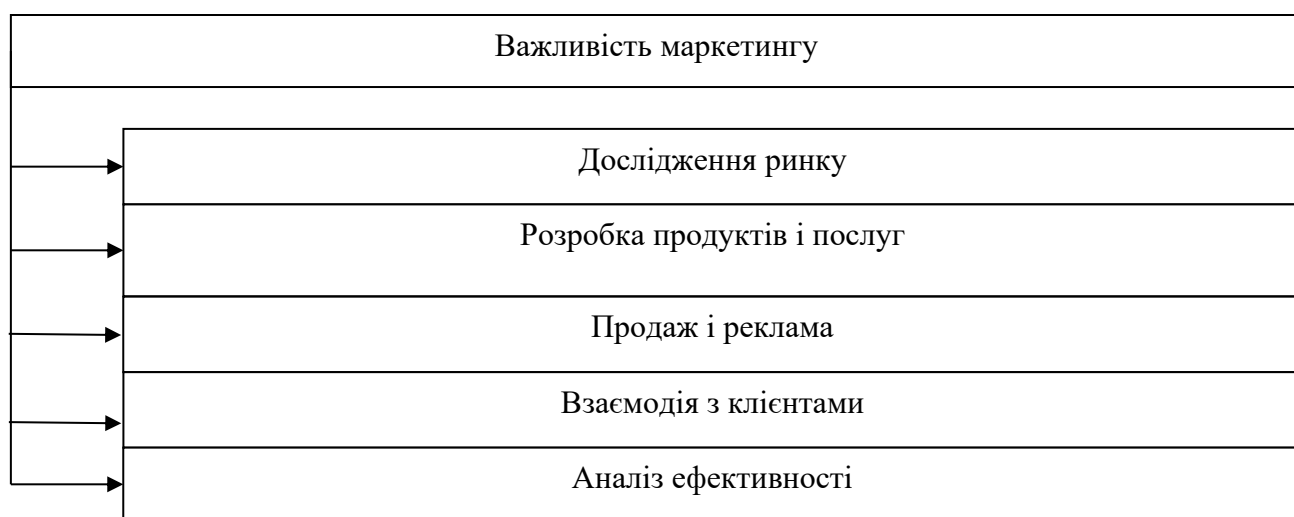 Важливість маркетингу
Дослідження ринку
Розробка продуктів і послуг
Продаж і реклама
Взаємодія з клієнтами
Аналіз ефективності